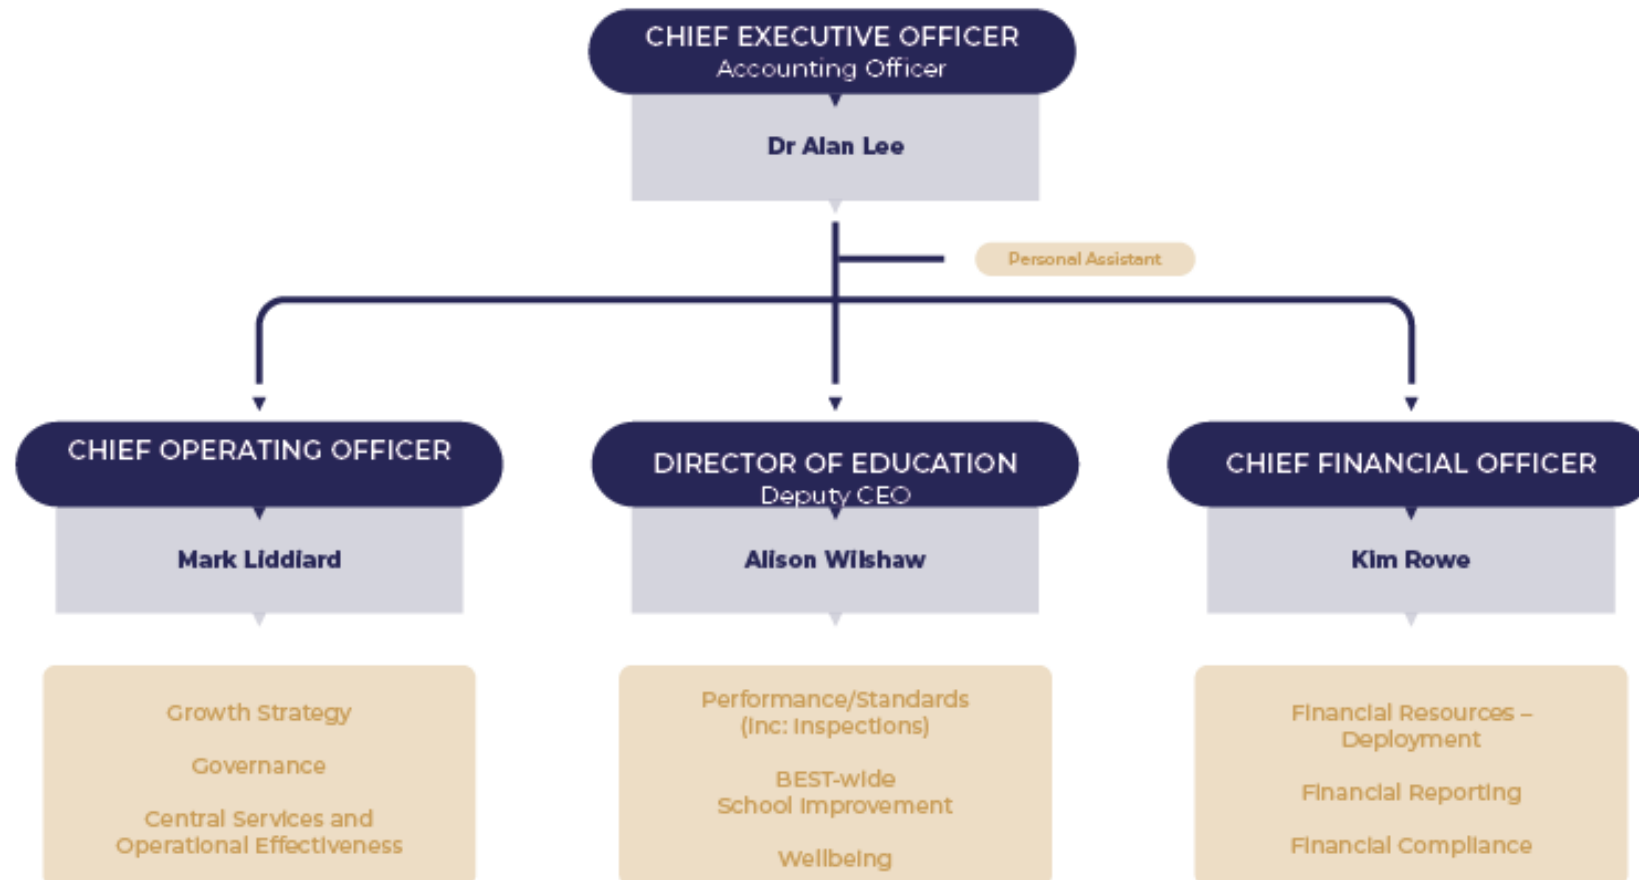 CHIEF EXECUTIVE OFFICER
Accounting Officer
Dr Alan Lee
Personal Assistant
CHIEF OPERATING OFFICER
Mark Liddiard
DIRECTOR OF EDUCATION
Deputy CEO
Alison Wilshaw
CHIEF FINANCIAL OFFICER
Kim Rowe
Growth Strategy
Governance
Central Services and
Operational Effectiveness
Performance/Standards
(Inc: Inspections)
BEST-wide
School Improvement
Wellbeing
Financial Resources –
Deployment
Financial Reporting
Financial Compliance